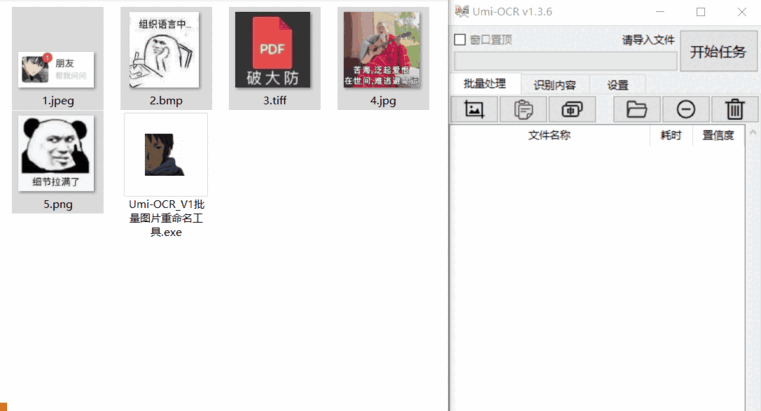 朋友
1
帮我问问
1.jpeg
组织语言中...
2.bmp
PDF
破大防
3.tiff
苦海,泛起爱恨
在世间,难逃避命运
4.jpg
细节拉满了
5.png
Umi-OCR_V1批
量图片重命名工
具.exe
Umi-OCR v1.3.6
窗口置顶
请导入文件
开始任务
批量处理
识别内容
设置
文件名称
耗时
置信度